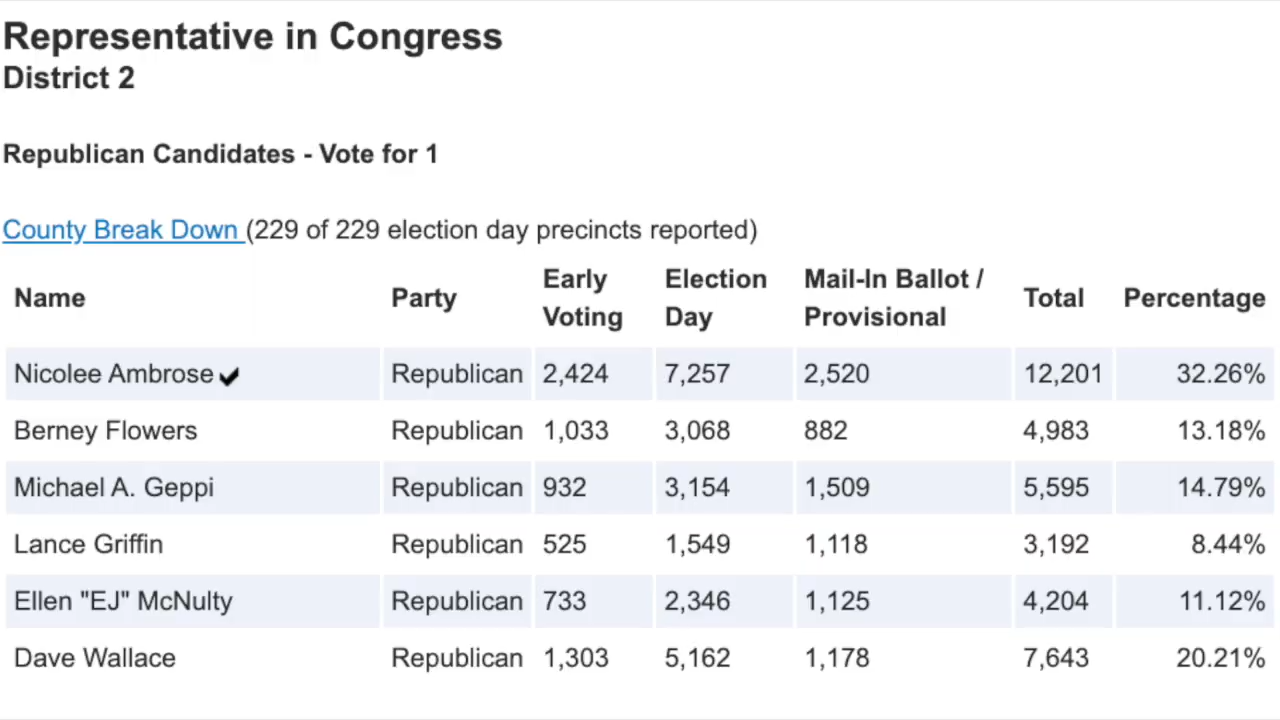 Representative in Congress
District 2
Republican Candidates - Vote for 1
County Break Down (229 of 229 election day precincts reported)
Name Party Early Voting Election Day Mail-In Ballot / Provisional Total Percentage
Nicolee Ambrose ✔ Republican 2,424 7,257 2,520 12,201 32.26%
Berney Flowers Republican 1,033 3,068 882 4,983 13.18%
Michael A. Geppi Republican 932 3,154 1,509 5,595 14.79%
Lance Griffin Republican 525 1,549 1,118 3,192 8.44%
Ellen "EJ" McNulty Republican 733 2,346 1,125 4,204 11.12%
Dave Wallace Republican 1,303 5,162 1,178 7,643 20.21%